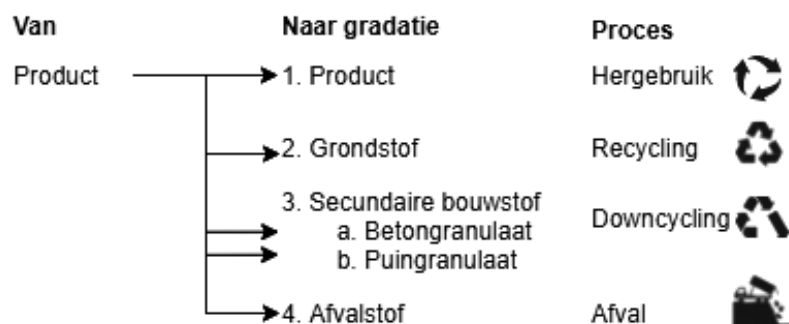 Van Naar gradatie Proces
Product 1. Product Hergebruik
2. Grondstof Recycling
3. Secundaire bouwstof
a. Betongranulaat Downcycling
b. Puingranulaat
4. Afvalstof Afval